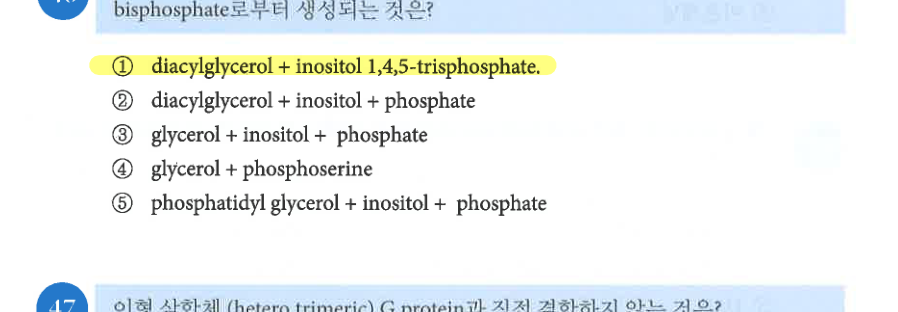 bisphosphate로부터 생성되는 것은?
① diacylglycerol + inositol 1,4,5-trisphosphate.
② diacylglycerol + inositol + phosphate
③ glycerol + inositol + phosphate
④ glycerol + phosphoserine
⑤ phosphatidyl glycerol + inositol + phosphate
47 이형 삼합체 (hetero trimeric) G protein과 직접 결합하지 않는 것은?